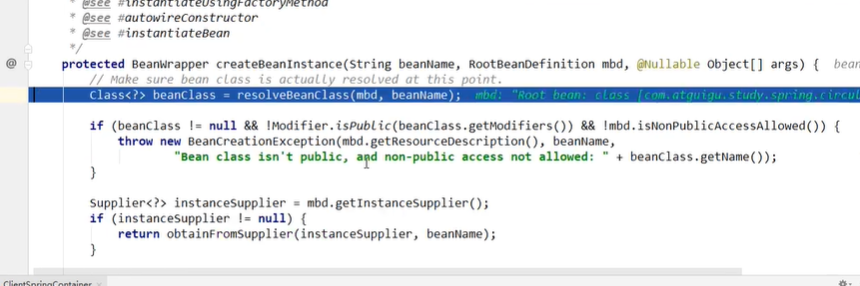 * @see #instantiateUsingFactoryMethod
* @see #autowireConstructor
* @see #instantiateBean
*/
@ protected BeanWrapper createBeanInstance(String beanName, RootBeanDefinition mbd, @Nullable Object[] args) { bean
// Make sure bean class is actually resolved at this point.
Class<?> beanClass = resolveBeanClass(mbd, beanName); mbd: "Root bean: class [com.atguigu.study.spring.circul
if (beanClass != null && !Modifier.isPublic(beanClass.getModifiers()) && !mbd.isNonPublicAccessAllowed()) {
throw new BeanCreationException(mbd.getResourceDescription(), beanName,
"Bean class isn't public, and non-public access not allowed: " + beanClass.getName());
}
Supplier<?> instanceSupplier = mbd.getInstanceSupplier();
if (instanceSupplier != null) {
return obtainFromSupplier(instanceSupplier, beanName);
}
ClientSpringContainer